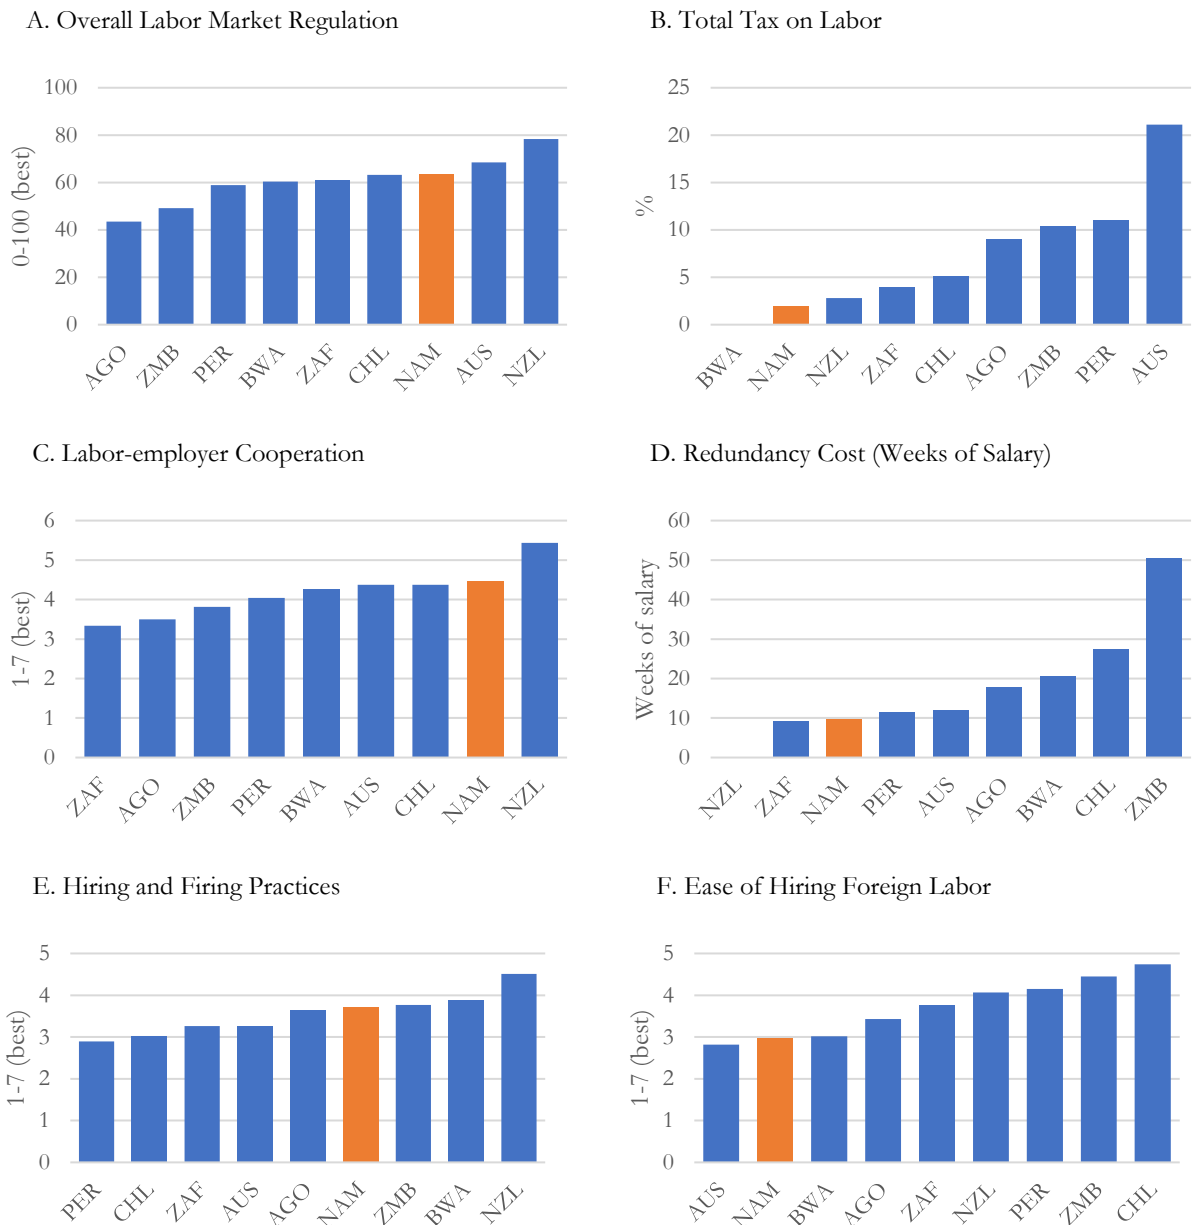 A. Overall Labor Market Regulation
0-100 (best)
100
80
60
40
20
0
AGO ZMB PER BWA ZAF CHL NAM AUS NZL
B. Total Tax on Labor
%
25
20
15
10
5
0
BWA NAM NZL ZAF CHL AGO ZMB PER AUS
C. Labor-employer Cooperation
1-7 (best)
6
5
4
3
2
1
0
ZAF AGO ZMB PER BWA AUS CHL NAM NZL
D. Redundancy Cost (Weeks of Salary)
Weeks of salary
60
50
40
30
20
10
0
NZL ZAF NAM PER AUS AGO BWA CHL ZMB
E. Hiring and Firing Practices
1-7 (best)
5
4
3
2
1
0
PER CHL ZAF AUS AGO NAM ZMB BWA NZL
F. Ease of Hiring Foreign Labor
1-7 (best)
5
4
3
2
1
0
AUS NAM BWA AGO ZAF NZL PER ZMB CHL